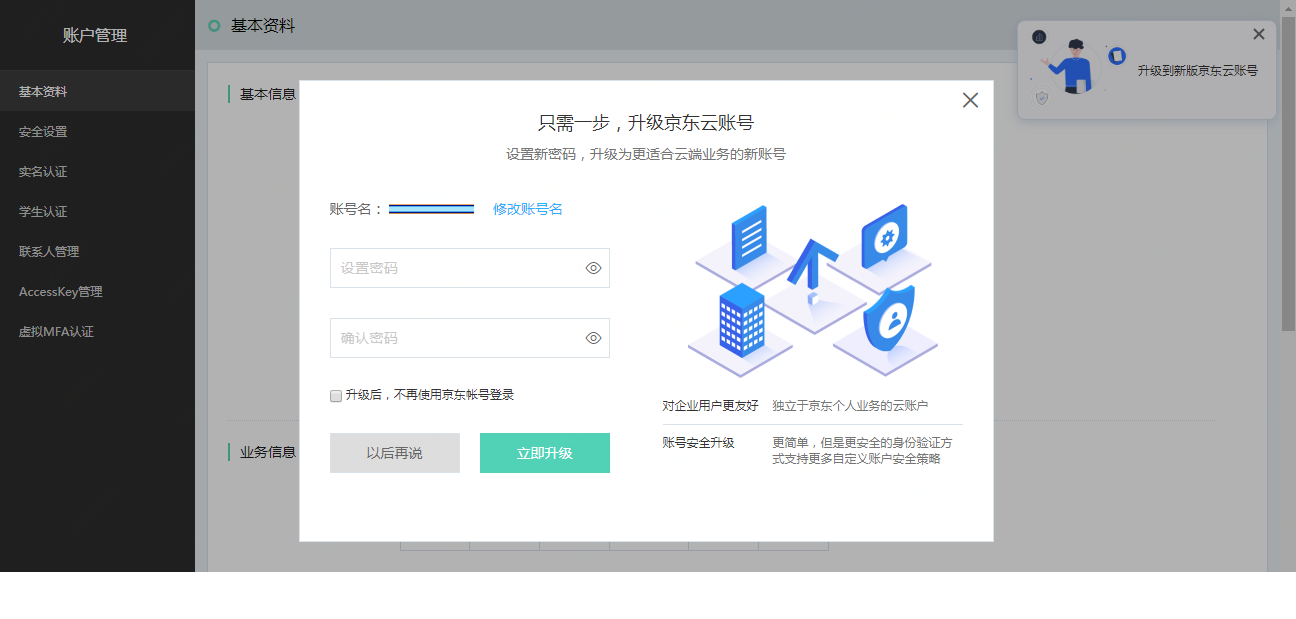 账户管理
基本资料
安全设置
实名认证
学生认证
联系人管理
AccessKey管理
虚拟MFA认证
基本资料
基本信息
业务信息
升级到新版京东云账号
只需一步，升级京东云账号
设置新密码，升级为更适合云端业务的新账号
账号名： 修改账号名
设置密码
确认密码
升级后，不再使用京东帐号登录
以后再说 立即升级
对企业用户更友好 独立于京东个人业务的云账户
账号安全升级 更简单，但是更安全的身份验证方
式支持更多自定义账户安全策略